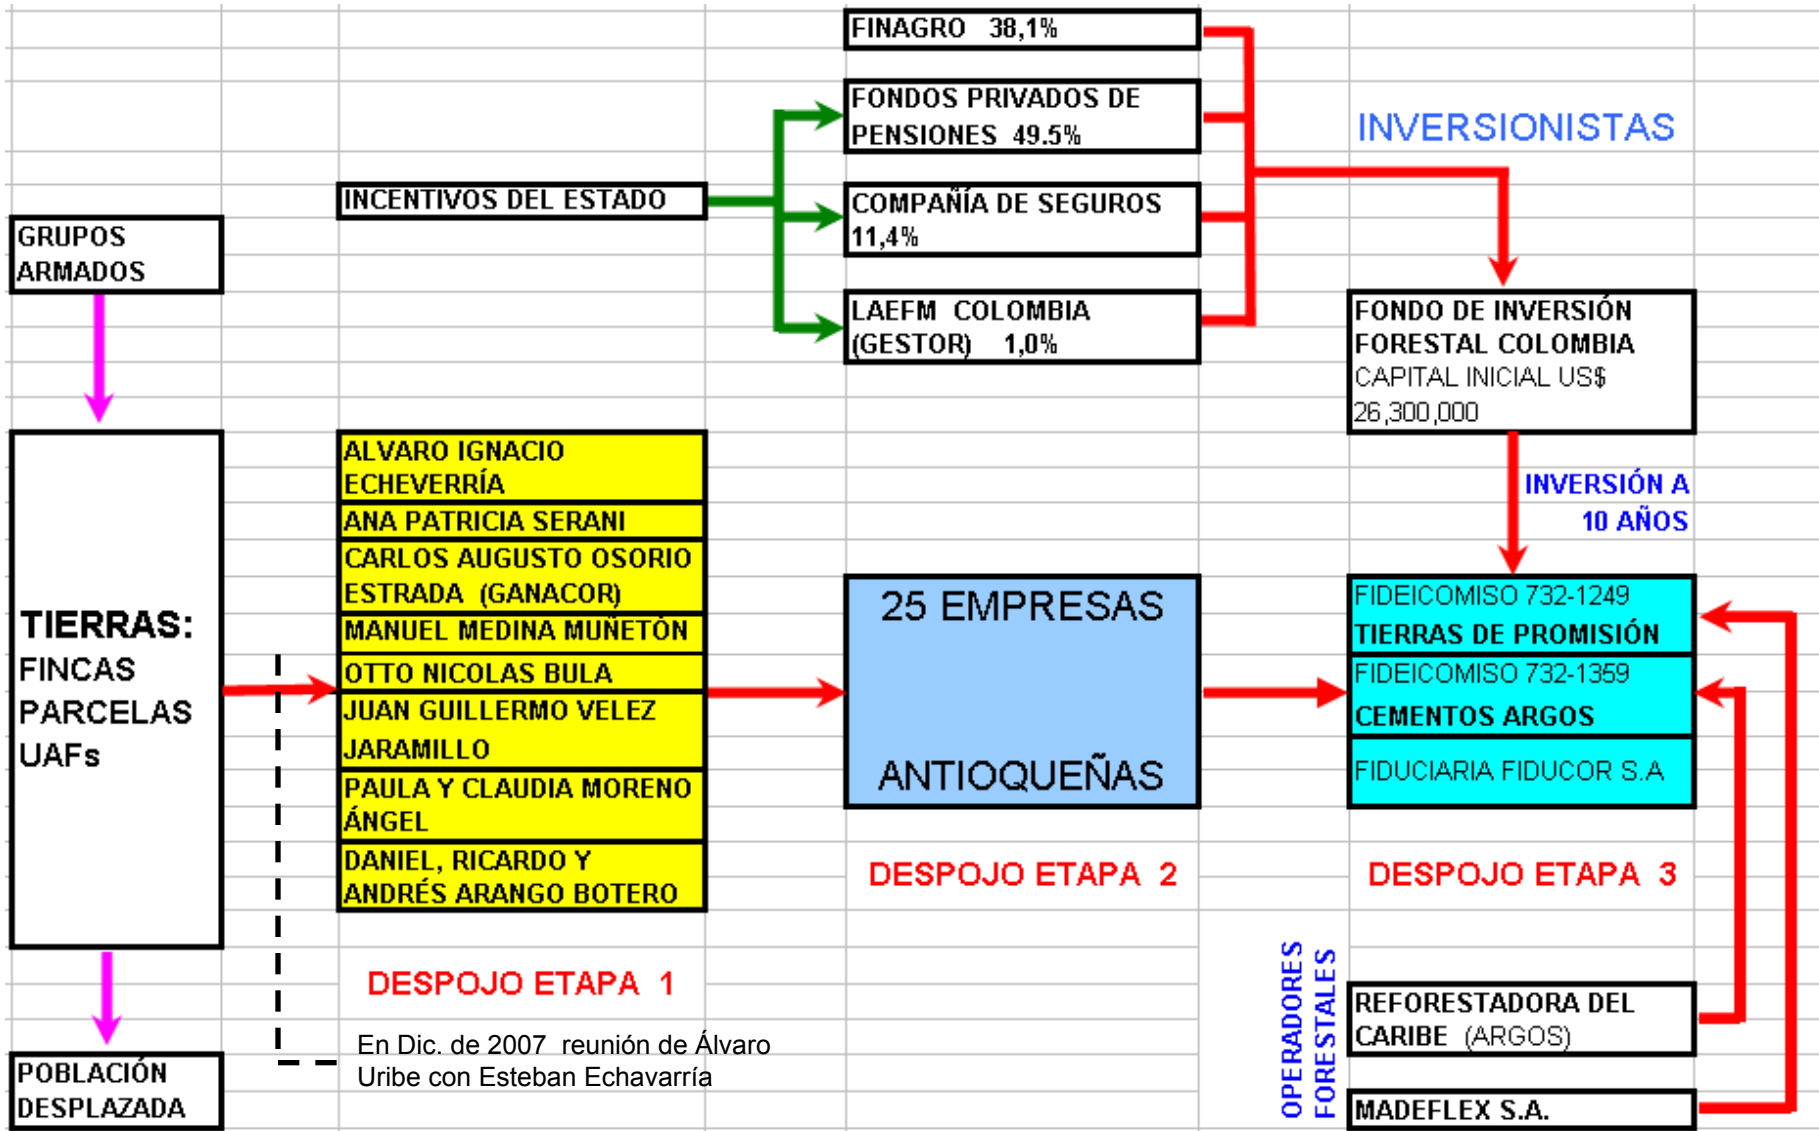 FINAGRO 38,1%
FONDOS PRIVADOS DE
PENSIONES 49.5%
INVERSIONISTAS
INCENTIVOS DEL ESTADO
COMPAÑÍA DE SEGUROS
11,4%
GRUPOS
ARMADOS
LAEFM COLOMBIA
(GESTOR) 1,0%
FONDO DE INVERSIÓN
FORESTAL COLOMBIA
CAPITAL INICIAL US$
26,300,000
INVERSIÓN A
10 AÑOS
TIERRAS:
FINCAS
PARCELAS
UAFs
ALVARO IGNACIO
ECHEVERRÍA
ANA PATRICIA SERANI
CARLOS AUGUSTO OSORIO
ESTRADA (GANACOR)
MANUEL MEDINA MUÑETÓN
OTTO NICOLAS BULA
JUAN GUILLERMO VELEZ
JARAMILLO
PAULA Y CLAUDIA MORENO
ÁNGEL
DANIEL, RICARDO Y
ANDRÉS ARANGO BOTERO
DESPOJO ETAPA 1
25 EMPRESAS
ANTIOQUEÑAS
DESPOJO ETAPA 2
FIDEICOMISO 732-1249
TIERRAS DE PROMISIÓN
FIDEICOMISO 732-1359
CEMENTOS ARGOS
FIDUCIARIA FIDUCOR S.A
DESPOJO ETAPA 3
OPERADORES
FORESTALES
REFORESTADORA DEL
CARIBE (ARGOS)
MADEFLEX S.A.
En Dic. de 2007 reunión de Álvaro
Uribe con Esteban Echavarría
POBLACIÓN
DESPLAZADA